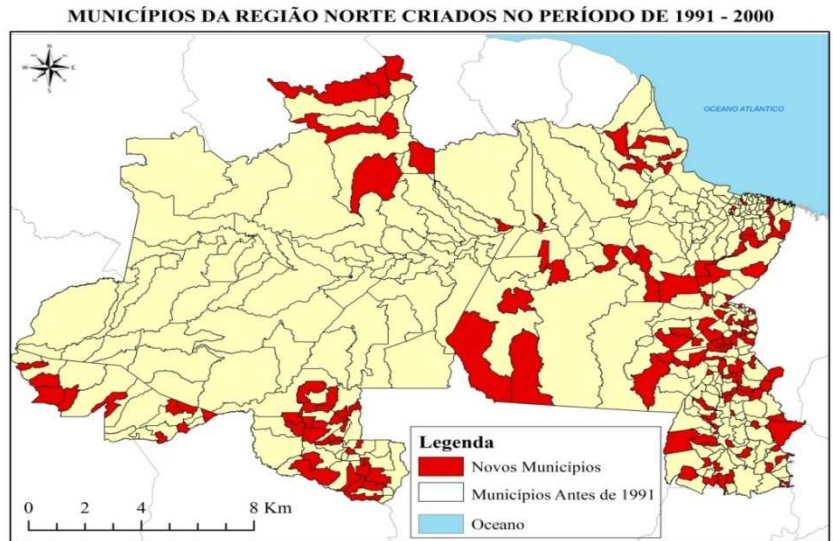 MUNICÍPIOS DA REGIÃO NORTE CRIADOS NO PERÍODO DE 1991 - 2000
N
W E
S
OCEANO ATLÂNTICO
Legenda
Novos Municípios
Municípios Antes de 1991
Oceano
0 2 4 8 Km